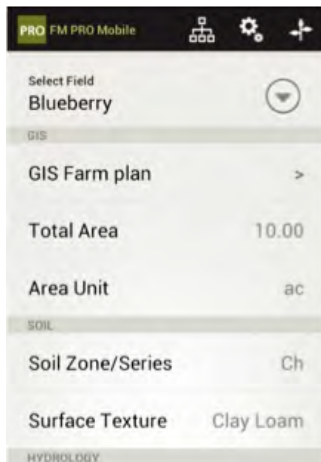 PRO FM PRO Mobile
Select Field
Blueberry
GIS
GIS Farm plan >
Total Area 10.00
Area Unit ac
SOIL
Soil Zone/Series Ch
Surface Texture Clay Loam
HYDROLOGY